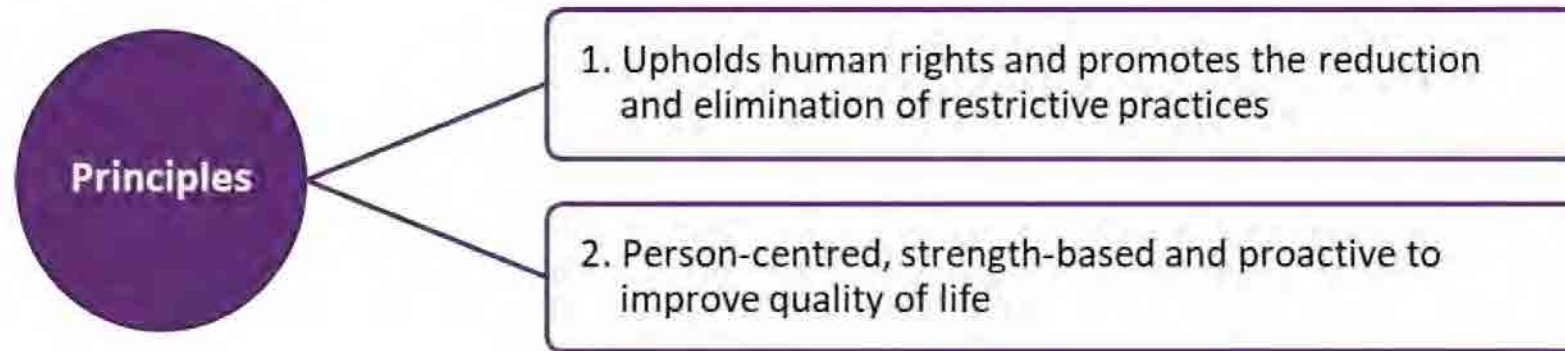 Principles
1. Upholds human rights and promotes the reduction
and elimination of restrictive practices
2. Person-centred, strength-based and proactive to
improve quality of life